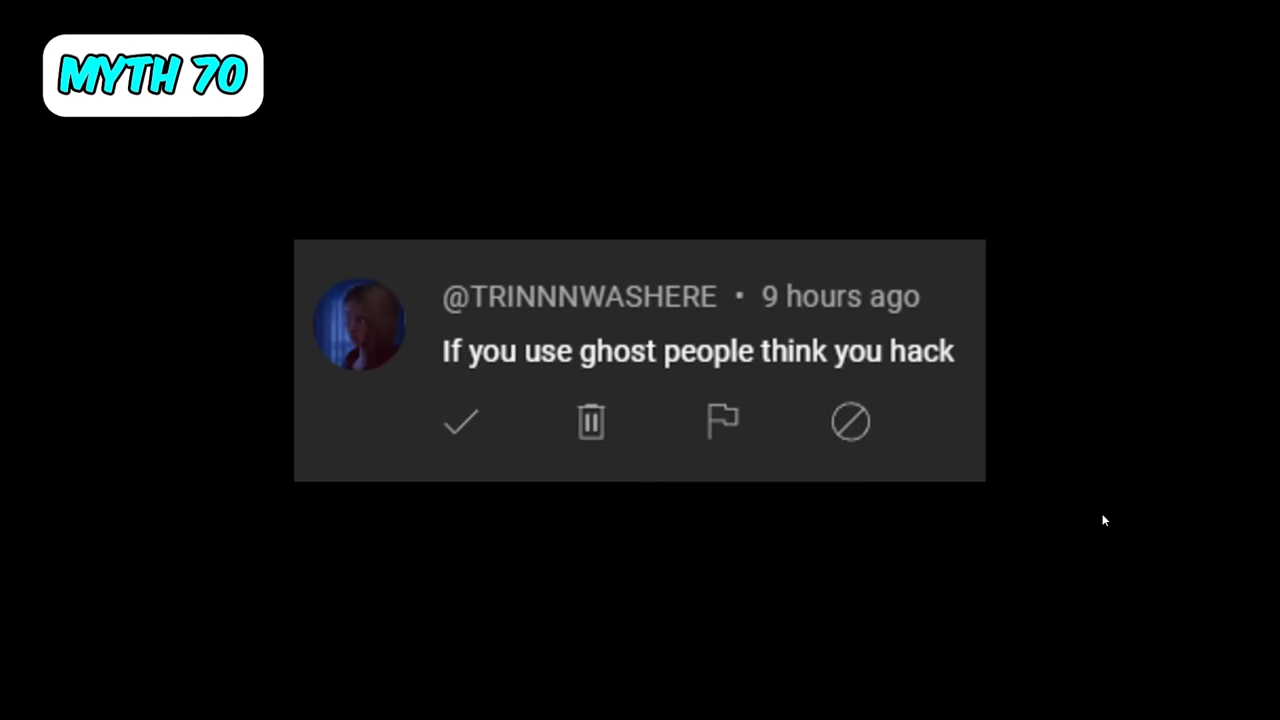 MYTH 70
@TRINNNWASHERE • 9 hours ago
If you use ghost people think you hack